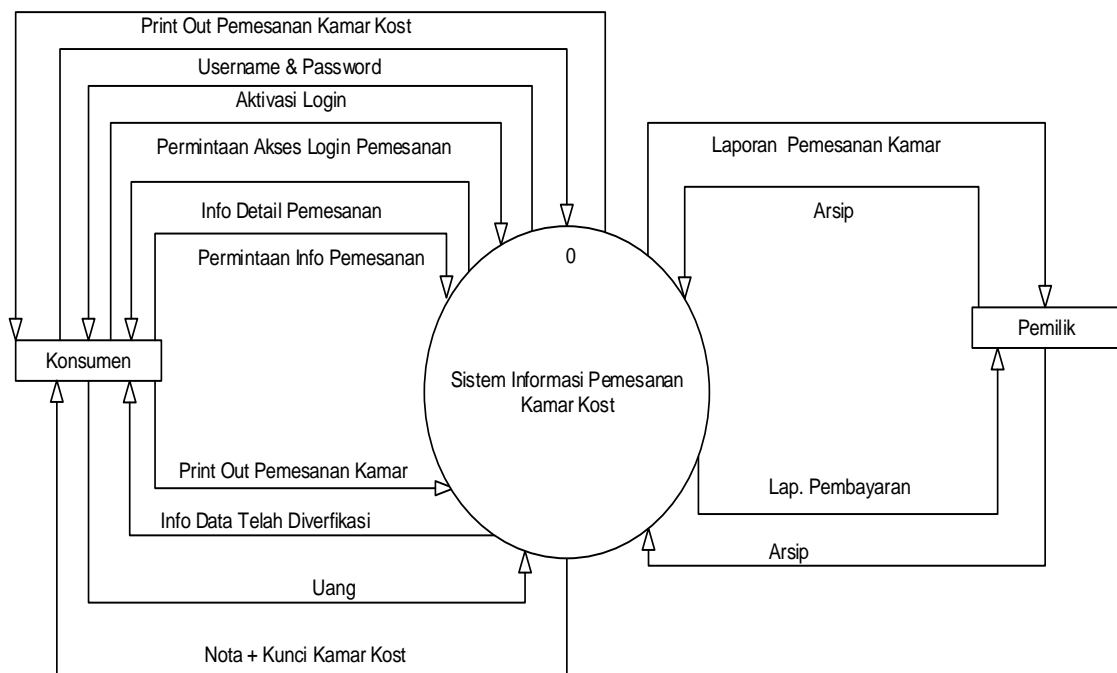 Print Out Pemesanan Kamar Kost
Username & Password
Aktivasi Login
Permintaan Akses Login Pemesanan
Info Detail Pemesanan
Permintaan Info Pemesanan
Konsumen
Print Out Pemesanan Kamar
Info Data Telah Diverfikasi
Uang
Nota + Kunci Kamar Kost
0
Sistem Informasi Pemesanan
Kamar Kost
Laporan Pemesanan Kamar
Arsip
Pemilik
Lap. Pembayaran
Arsip